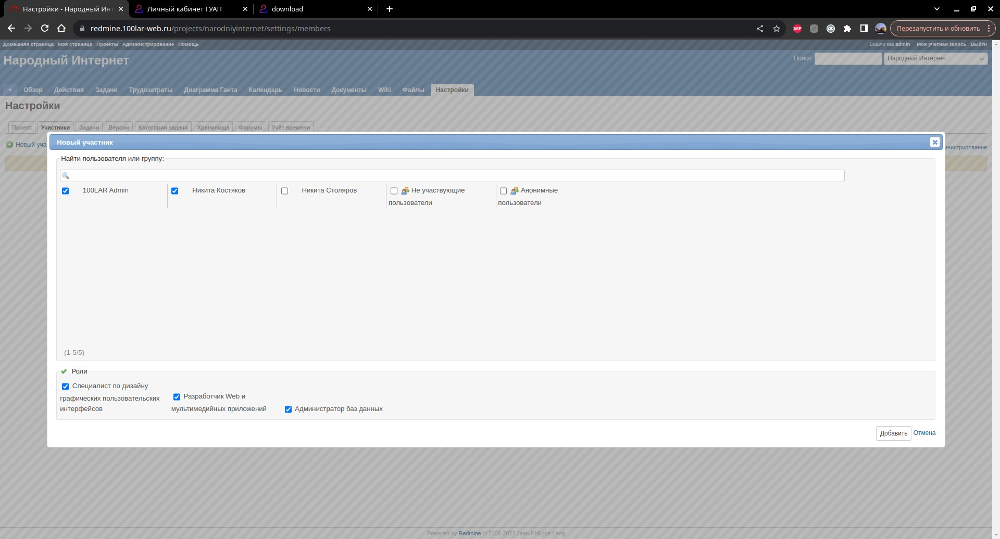 Настройки - Народный Инт
Личный кабинет ГУАП
download
redmine.100lar-web.ru/projects/narodniyinternet/settings/members
ABP
Перезапустить и обновить
Домашняя страница Моя страница Проекты Администрирование Помощь
Вошли как admin Моя учётная запись Выйти
Народный Интернет
Поиск:
Народный Интернет
+ Обзор Действия Задачи Трудозатраты Диаграмма Ганта Календарь Новости Документы Wiki Файлы Настройки
Настройки
Проект Участники Задачи Версии Категории задачи Хранилища Форумы Учёт времени
Новый уча
инистрирование
Новый участник
Найти пользователя или группу:
100LAR Admin
Никита Костяков
Никита Столяров
Не участвующие
пользователи
Анонимные
пользователи
(1-5/5)
Роли
Специалист по дизайну
графических пользовательских
интерфейсов
Разработчик Web и
мультимедийных приложений
Администратор баз данных
Добавить Отмена
Powered by Redmine © 2006-2022 Jean-Philippe Lang